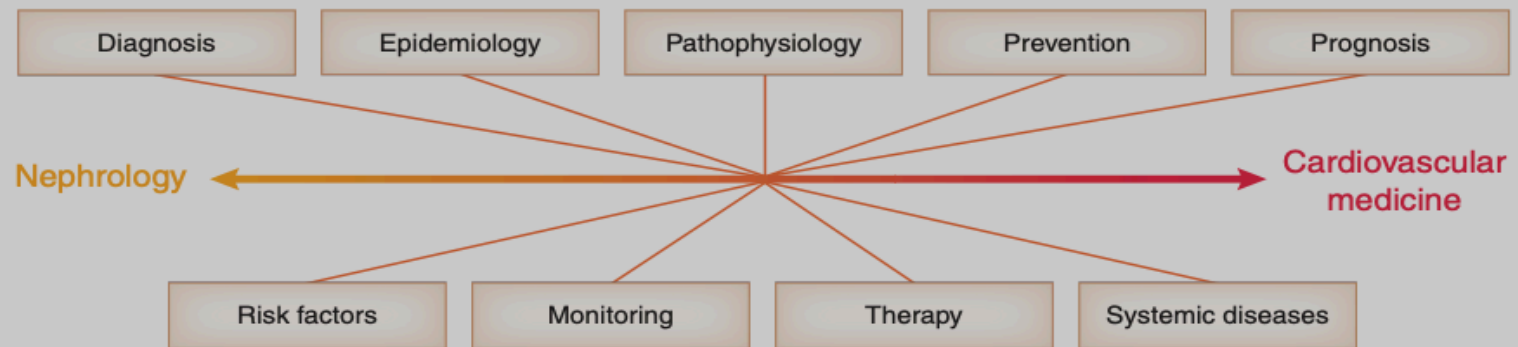 Diagnosis
Epidemiology
Pathophysiology
Prevention
Prognosis
Nephrology
Cardiovascular
medicine
Risk factors
Monitoring
Therapy
Systemic diseases